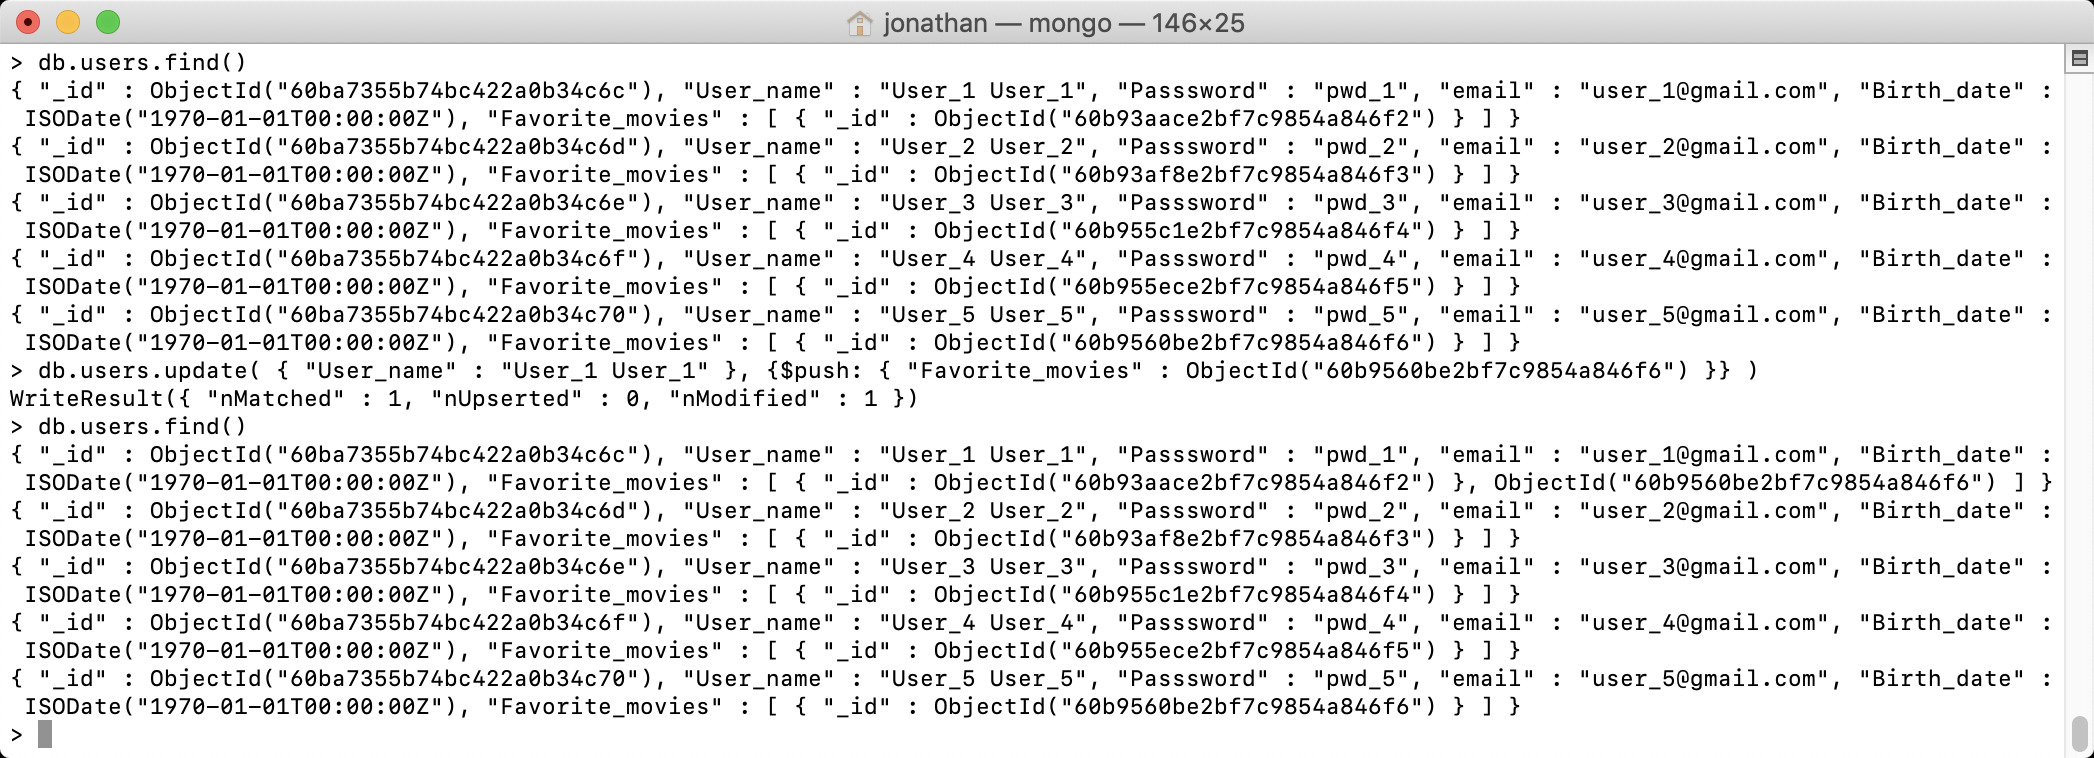 jonathan — mongo — 146×25
> db.users.find()
{ "_id" : ObjectId("60ba7355b74bc422a0b34c6c"), "User_name" : "User_1 User_1", "Passsword" : "pwd_1", "email" : "user_1@gmail.com", "Birth_date" :
ISODate("1970-01-01T00:00:00Z"), "Favorite_movies" : [ { "_id" : ObjectId("60b93aace2bf7c9854a846f2") } ] }
{ "_id" : ObjectId("60ba7355b74bc422a0b34c6d"), "User_name" : "User_2 User_2", "Passsword" : "pwd_2", "email" : "user_2@gmail.com", "Birth_date" :
ISODate("1970-01-01T00:00:00Z"), "Favorite_movies" : [ { "_id" : ObjectId("60b93af8e2bf7c9854a846f3") } ] }
{ "_id" : ObjectId("60ba7355b74bc422a0b34c6e"), "User_name" : "User_3 User_3", "Passsword" : "pwd_3", "email" : "user_3@gmail.com", "Birth_date" :
ISODate("1970-01-01T00:00:00Z"), "Favorite_movies" : [ { "_id" : ObjectId("60b955c1e2bf7c9854a846f4") } ] }
{ "_id" : ObjectId("60ba7355b74bc422a0b34c6f"), "User_name" : "User_4 User_4", "Passsword" : "pwd_4", "email" : "user_4@gmail.com", "Birth_date" :
ISODate("1970-01-01T00:00:00Z"), "Favorite_movies" : [ { "_id" : ObjectId("60b955ece2bf7c9854a846f5") } ] }
{ "_id" : ObjectId("60ba7355b74bc422a0b34c70"), "User_name" : "User_5 User_5", "Passsword" : "pwd_5", "email" : "user_5@gmail.com", "Birth_date" :
ISODate("1970-01-01T00:00:00Z"), "Favorite_movies" : [ { "_id" : ObjectId("60b9560be2bf7c9854a846f6") } ] }
> db.users.update( { "User_name" : "User_1 User_1" }, {$push: { "Favorite_movies" : ObjectId("60b9560be2bf7c9854a846f6") }} )
WriteResult({ "nMatched" : 1, "nUpserted" : 0, "nModified" : 1 })
> db.users.find()
{ "_id" : ObjectId("60ba7355b74bc422a0b34c6c"), "User_name" : "User_1 User_1", "Passsword" : "pwd_1", "email" : "user_1@gmail.com", "Birth_date" :
ISODate("1970-01-01T00:00:00Z"), "Favorite_movies" : [ { "_id" : ObjectId("60b93aace2bf7c9854a846f2") }, ObjectId("60b9560be2bf7c9854a846f6") ] }
{ "_id" : ObjectId("60ba7355b74bc422a0b34c6d"), "User_name" : "User_2 User_2", "Passsword" : "pwd_2", "email" : "user_2@gmail.com", "Birth_date" :
ISODate("1970-01-01T00:00:00Z"), "Favorite_movies" : [ { "_id" : ObjectId("60b93af8e2bf7c9854a846f3") } ] }
{ "_id" : ObjectId("60ba7355b74bc422a0b34c6e"), "User_name" : "User_3 User_3", "Passsword" : "pwd_3", "email" : "user_3@gmail.com", "Birth_date" :
ISODate("1970-01-01T00:00:00Z"), "Favorite_movies" : [ { "_id" : ObjectId("60b955c1e2bf7c9854a846f4") } ] }
{ "_id" : ObjectId("60ba7355b74bc422a0b34c6f"), "User_name" : "User_4 User_4", "Passsword" : "pwd_4", "email" : "user_4@gmail.com", "Birth_date" :
ISODate("1970-01-01T00:00:00Z"), "Favorite_movies" : [ { "_id" : ObjectId("60b955ece2bf7c9854a846f5") } ] }
{ "_id" : ObjectId("60ba7355b74bc422a0b34c70"), "User_name" : "User_5 User_5", "Passsword" : "pwd_5", "email" : "user_5@gmail.com", "Birth_date" :
ISODate("1970-01-01T00:00:00Z"), "Favorite_movies" : [ { "_id" : ObjectId("60b9560be2bf7c9854a846f6") } ] }
>